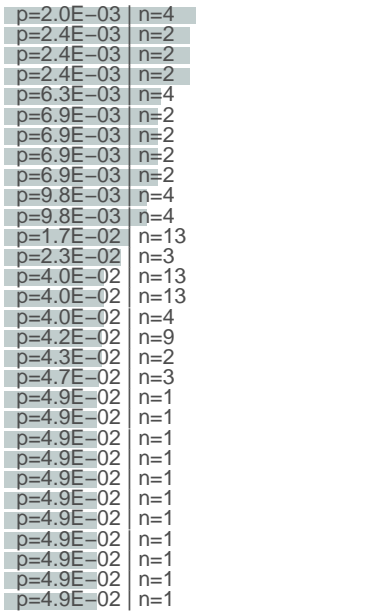 p=2.0E−03 | n=4
p=2.4E−03 | n=2
p=2.4E−03 | n=2
p=2.4E−03 | n=2
p=6.3E−03 | n=4
p=6.9E−03 | n=2
p=6.9E−03 | n=2
p=6.9E−03 | n=2
p=6.9E−03 | n=2
p=9.8E−03 | n=4
p=9.8E−03 | n=4
p=1.7E−02 | n=13
p=2.3E−02 | n=3
p=4.0E−02 | n=13
p=4.0E−02 | n=13
p=4.0E−02 | n=4
p=4.2E−02 | n=9
p=4.3E−02 | n=2
p=4.7E−02 | n=3
p=4.9E−02 | n=1
p=4.9E−02 | n=1
p=4.9E−02 | n=1
p=4.9E−02 | n=1
p=4.9E−02 | n=1
p=4.9E−02 | n=1
p=4.9E−02 | n=1
p=4.9E−02 | n=1
p=4.9E−02 | n=1
p=4.9E−02 | n=1
p=4.9E−02 | n=1